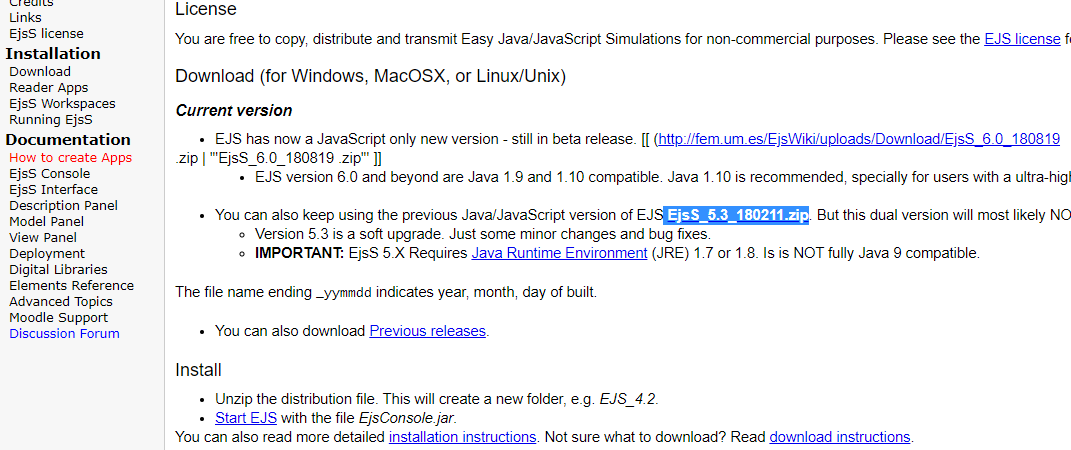 Credits
Links
EjsS license
Installation
Download
Reader Apps
EjsS Workspaces
Running EjsS
Documentation
How to create Apps
EjsS Console
EjsS Interface
Description Panel
Model Panel
View Panel
Deployment
Digital Libraries
Elements Reference
Advanced Topics
Moodle Support
Discussion Forum
License
You are free to copy, distribute and transmit Easy Java/JavaScript Simulations for non-commercial purposes. Please see the EJS license
Download (for Windows, MacOSX, or Linux/Unix)
Current version
• EJS has now a JavaScript only new version - still in beta release. [[ (http://fem.um.es/EjsWiki/uploads/Download/EjsS_6.0_180819
.zip | "'EjsS_6.0_180819 .zip"' ]]
• EJS version 6.0 and beyond are Java 1.9 and 1.10 compatible. Java 1.10 is recommended, specially for users with a ultra-hig
• You can also keep using the previous Java/JavaScript version of EJS EjsS_5.3_180211.zip. But this dual version will most likely NO
○ Version 5.3 is a soft upgrade. Just some minor changes and bug fixes.
○ IMPORTANT: EjsS 5.X Requires Java Runtime Environment (JRE) 1.7 or 1.8. Is is NOT fully Java 9 compatible.
The file name ending _yymmdd indicates year, month, day of built.
• You can also download Previous releases.
Install
• Unzip the distribution file. This will create a new folder, e.g. EJS_4.2.
• Start EJS with the file EjsConsole.jar.
You can also read more detailed installation instructions. Not sure what to download? Read download instructions.